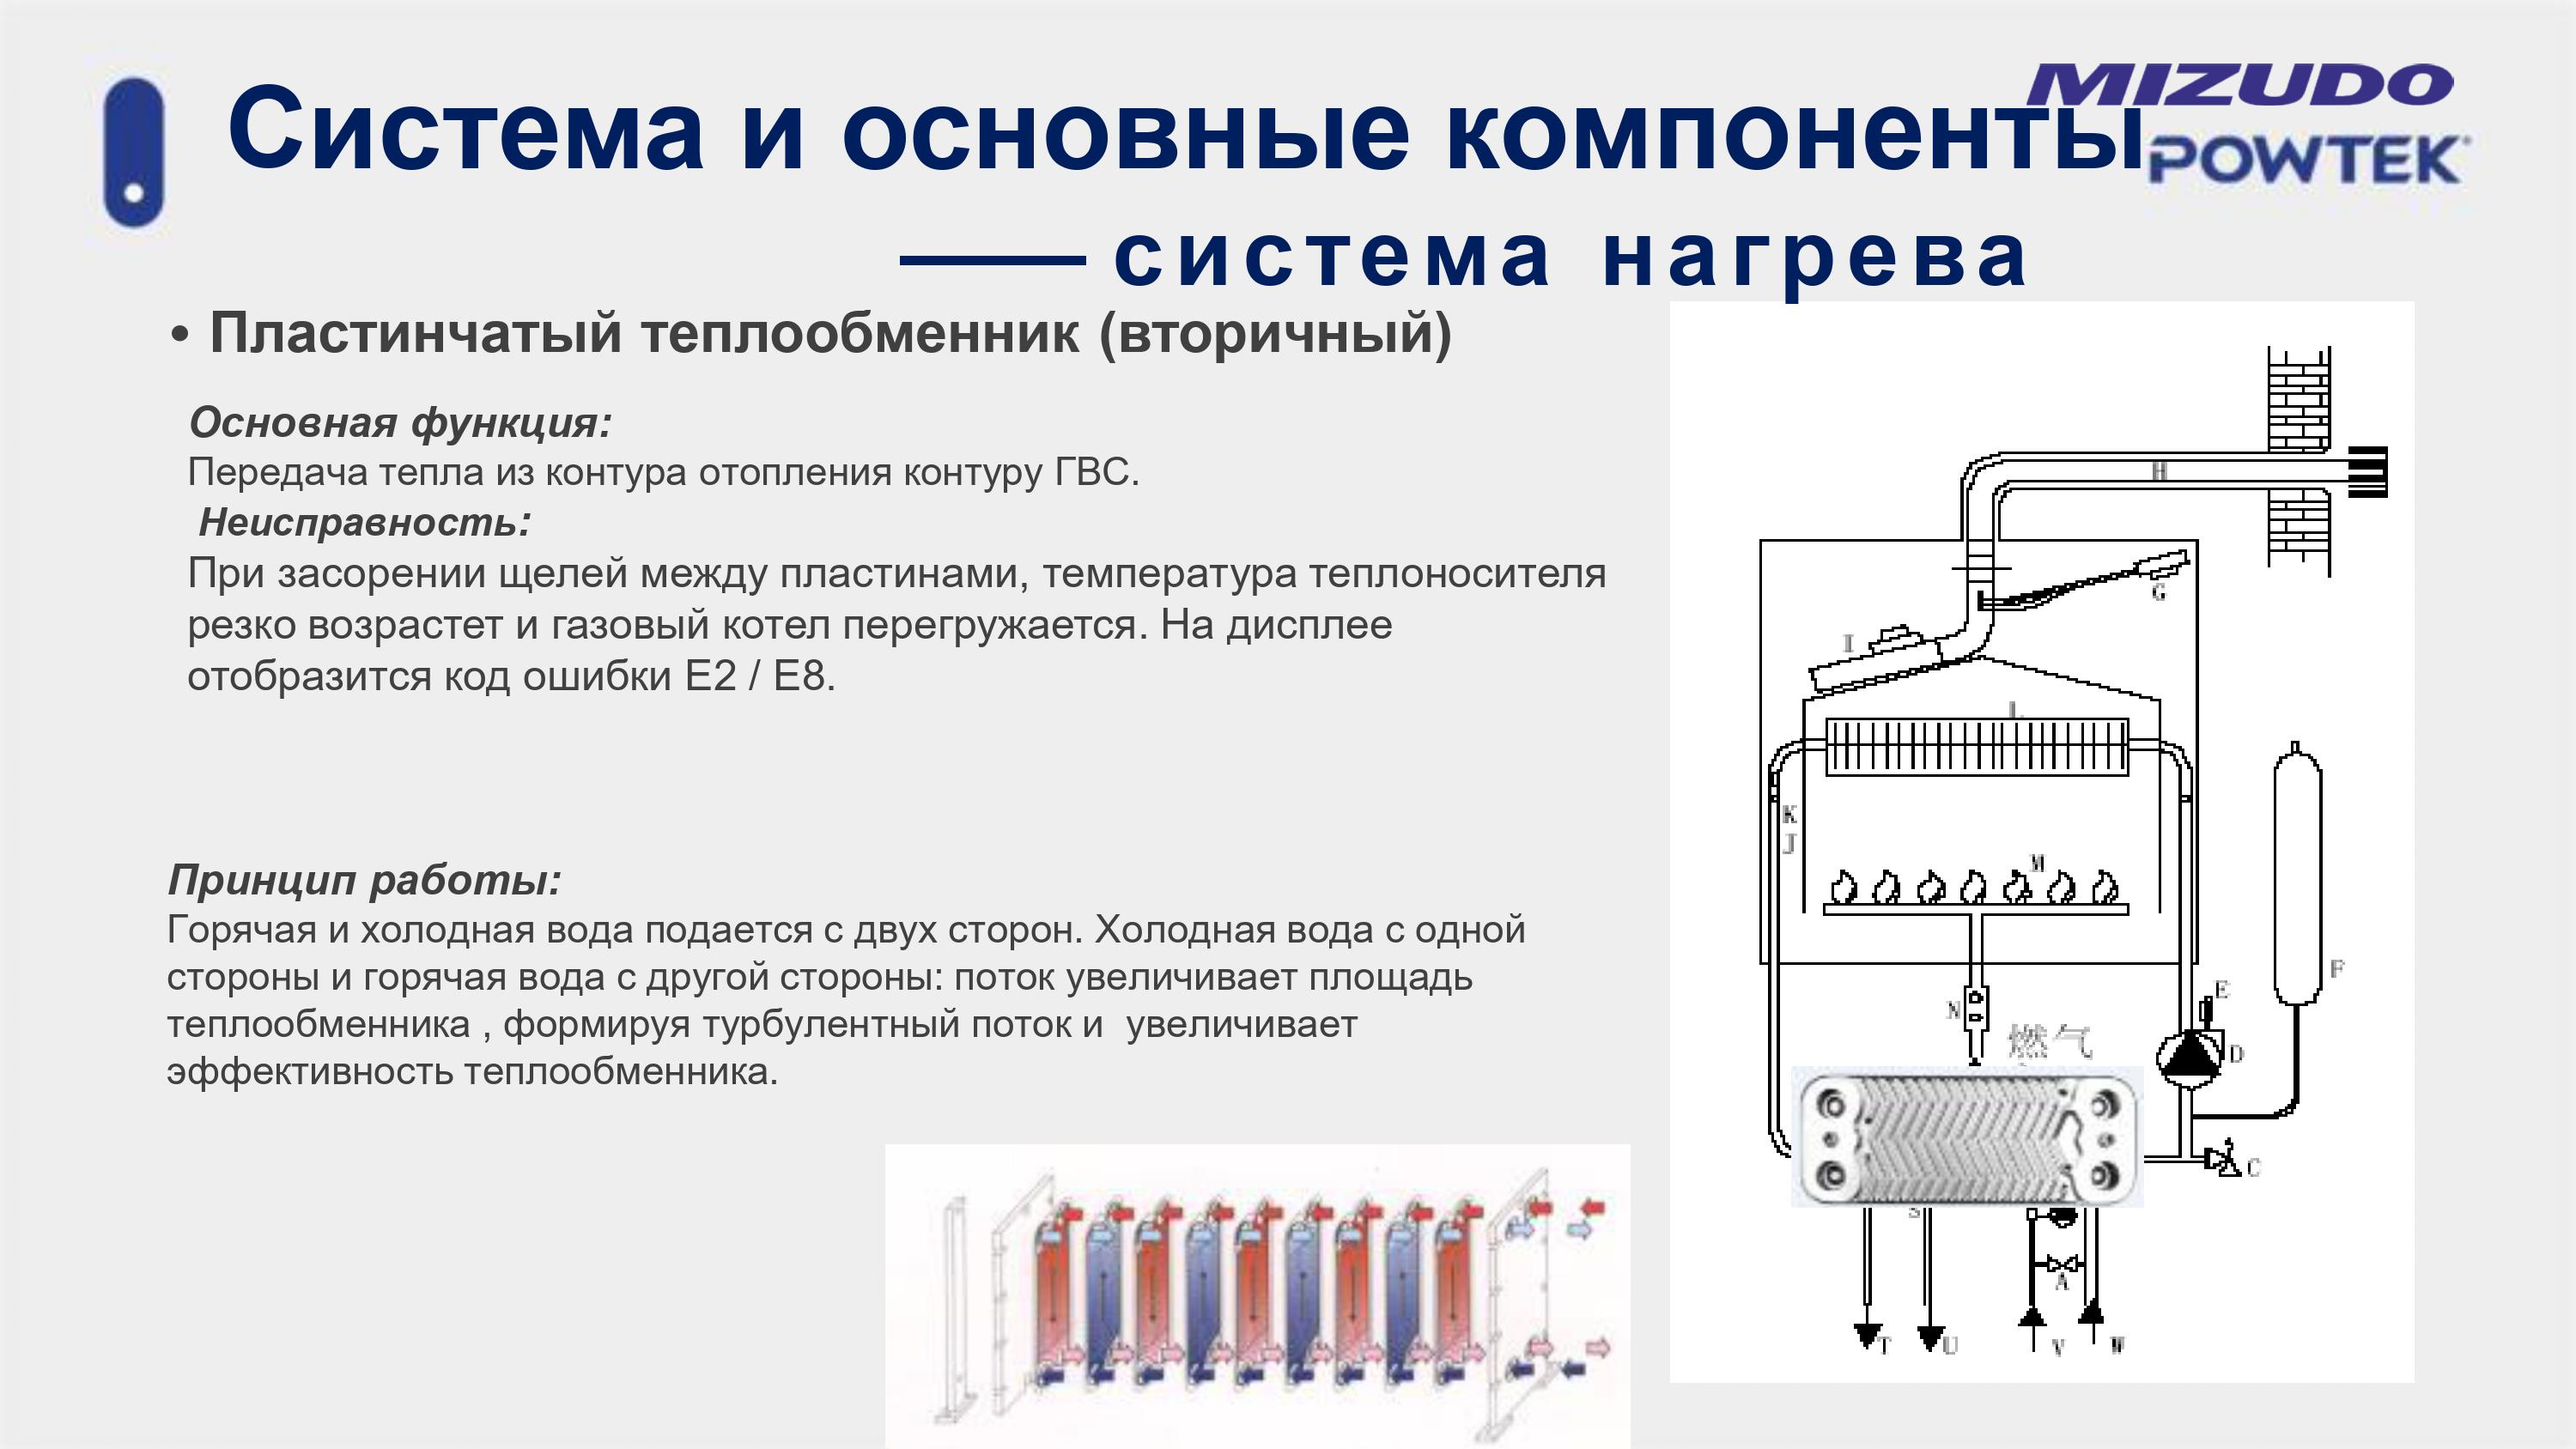 Система и основные компоненты
MIZUDO
POWTEK
система нагрева
• Пластинчатый теплообменник (вторичный)
Основная функция:
Передача тепла из контура отопления контуру ГВС.
Неисправность:
При засорении щелей между пластинами, температура теплоносителя
резко возрастет и газовый котел перегружается. На дисплее
отобразится код ошибки E2 / E8.
Принцип работы:
Горячая и холодная вода подается с двух сторон. Холодная вода с одной
стороны и горячая вода с другой стороны: поток увеличивает площадь
теплообменника , формируя турбулентный поток и  увеличивает
эффективность теплообменника.
H
G
I
L
K
J
M
F
E
N
燃气
D
C
S
A
T
U
V
W